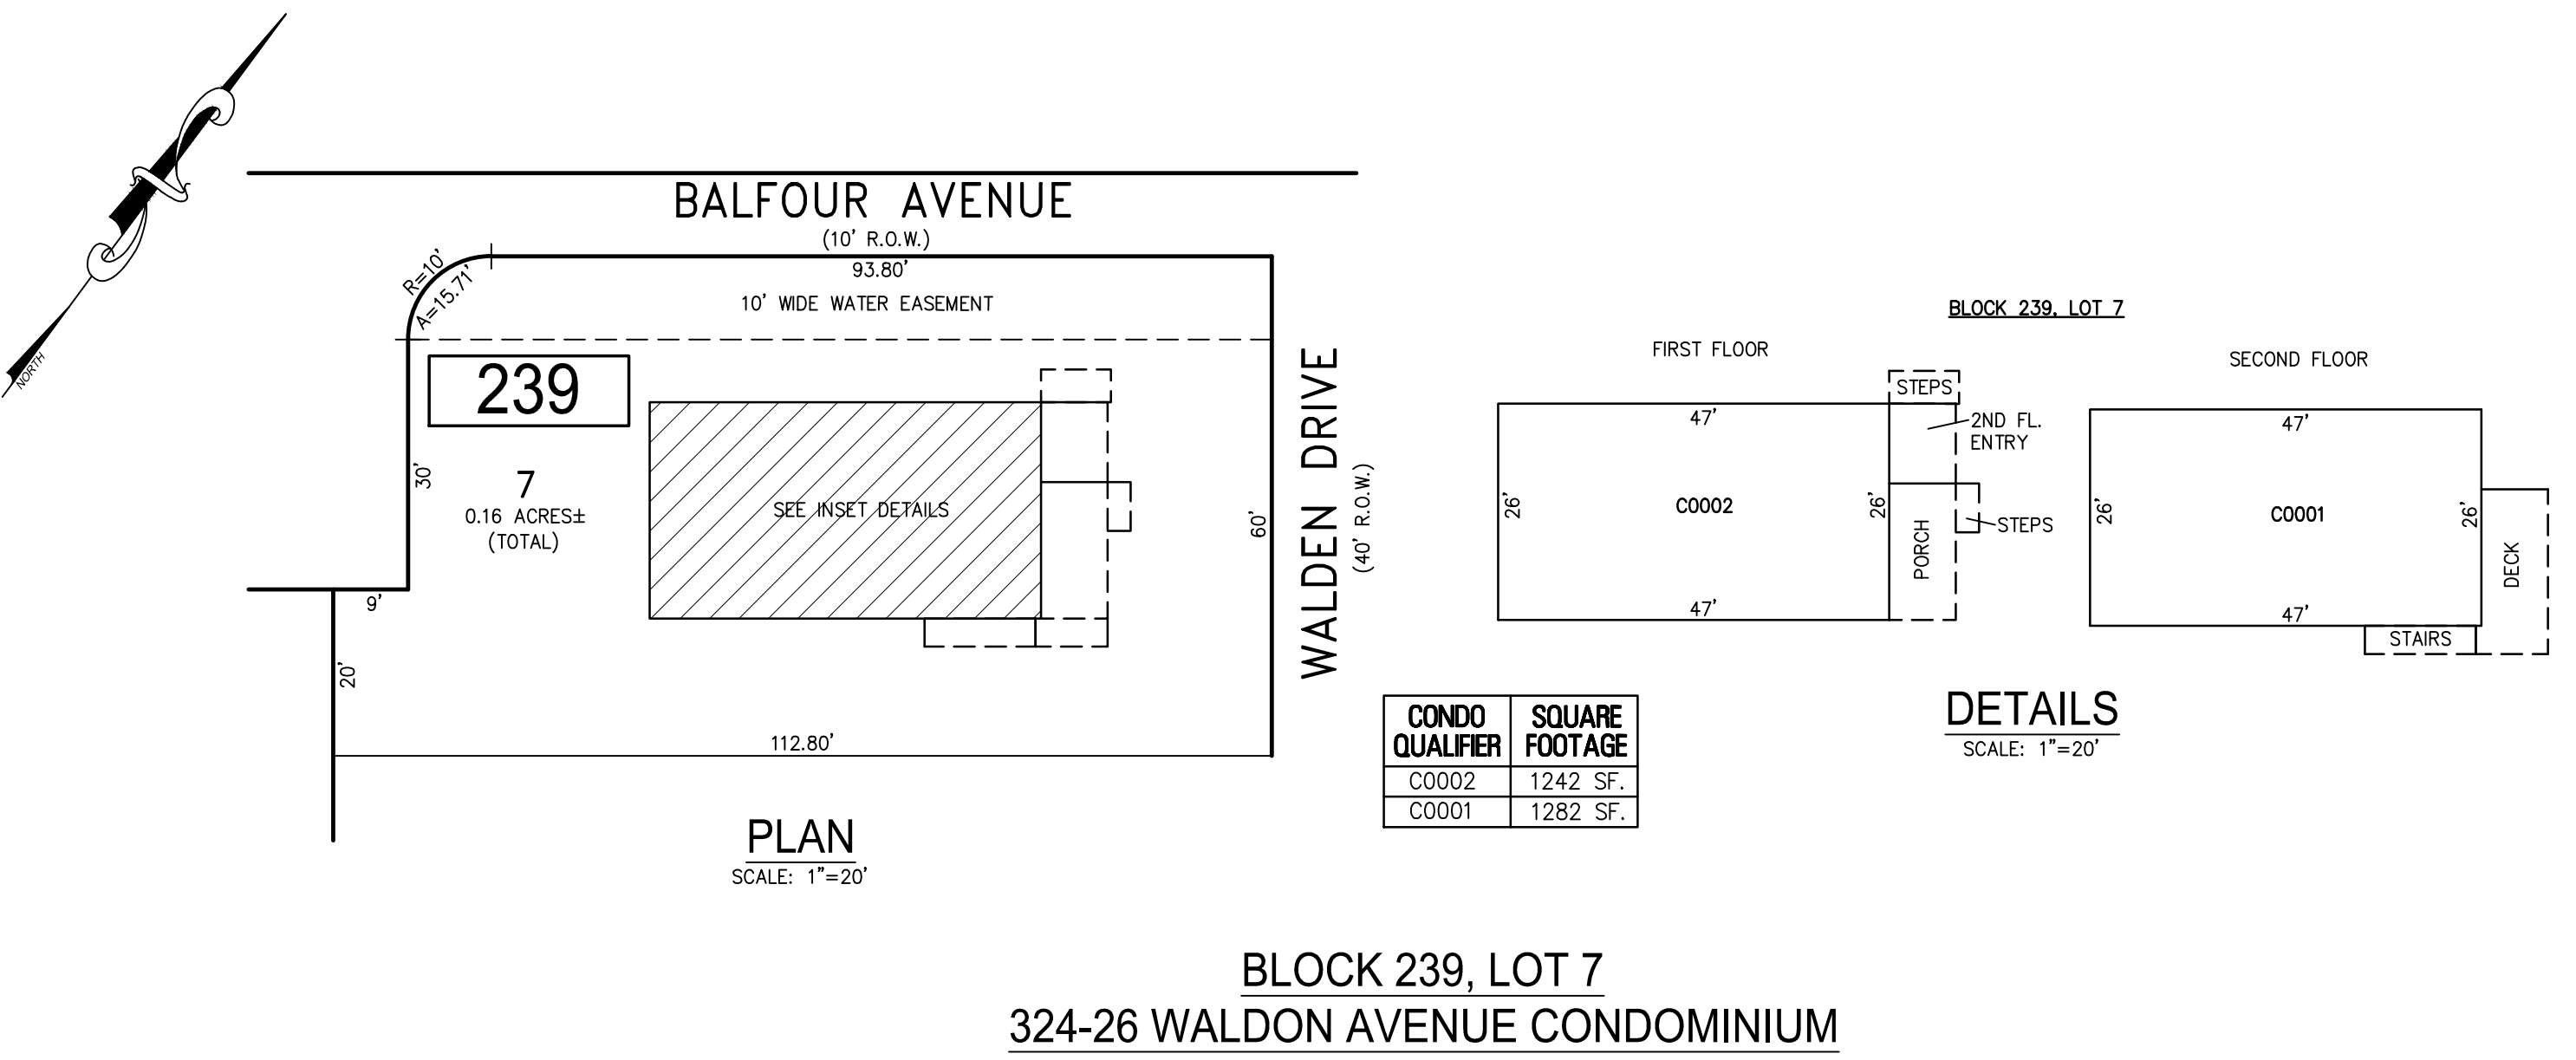 NORTH
BALFOUR AVENUE
(10' R.O.W.)
93.80'
R=10'
A=15.71'
10' WIDE WATER EASEMENT
239
30'
7
0.16 ACRES±
(TOTAL)
SEE INSET DETAILS
60'
WALDEN DRIVE
(40' R.O.W.)
9'
20'
112.80'
PLAN
SCALE: 1"=20'
BLOCK 239, LOT 7
FIRST FLOOR
STEPS
47'
2ND FL.
ENTRY
26'
C0002
26'
STEPS
PORCH
47'
SECOND FLOOR
47'
26'
C0001
26'
DECK
47'
STAIRS
DETAILS
SCALE: 1"=20'
CONDO QUALIFIER SQUARE FOOTAGE
C0002 1242 SF.
C0001 1282 SF.
BLOCK 239, LOT 7
324-26 WALDON AVENUE CONDOMINIUM